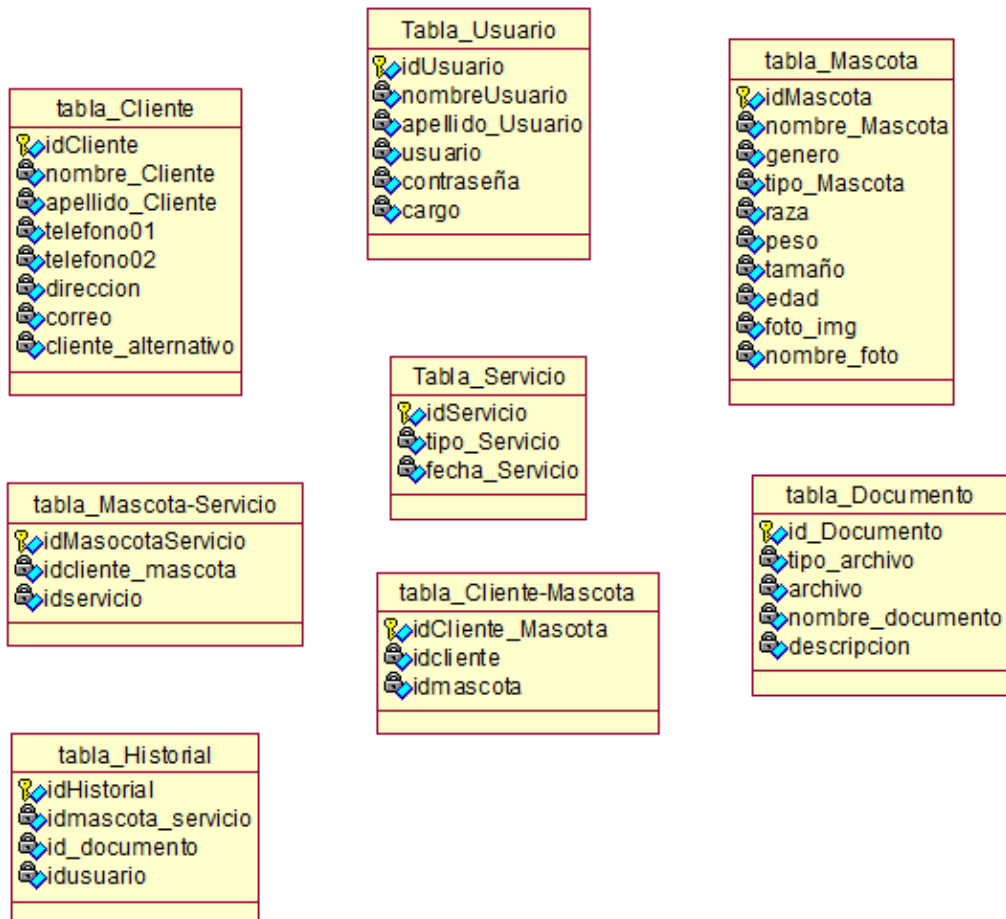 Tabla_Usuario
idUsuario
nombreUsuario
apellido_Usuario
usuario
contraseña
cargo
tabla_Mascota
idMascota
nombre_Mascota
genero
tipo_Mascota
raza
peso
tamaño
edad
foto_img
nombre_foto
tabla_Cliente
idCliente
nombre_Cliente
apellido_Cliente
telefono01
telefono02
direccion
correo
cliente_alternativo
Tabla_Servicio
idServicio
tipo_Servicio
fecha_Servicio
tabla_Mascota-Servicio
idMasocotaServicio
idcliente_mascota
idservicio
tabla_Documento
id_Documento
tipo_archivo
archivo
nombre_documento
descripcion
tabla_Cliente-Mascota
idCliente_Mascota
idcliente
idmascota
tabla_Historial
idHistorial
idmascota_servicio
id_documento
idusuario